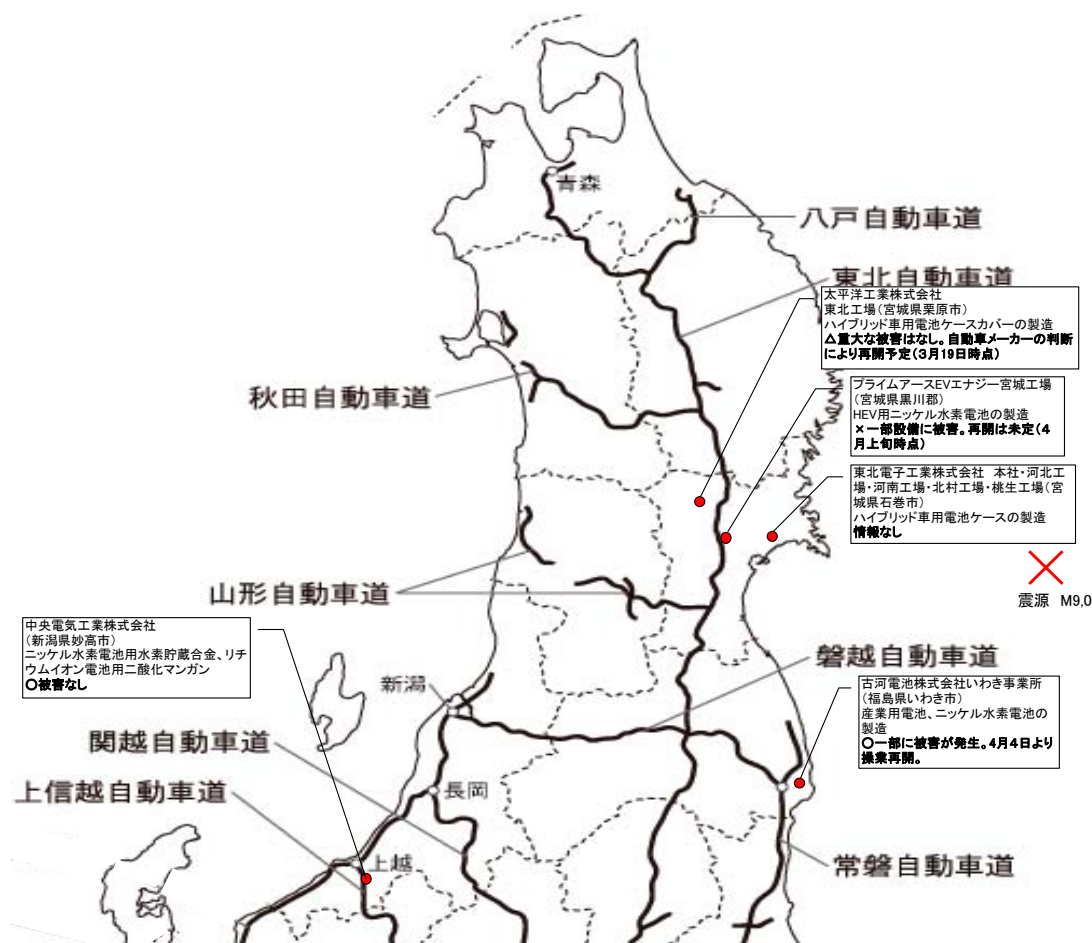 青森
八戸自動車道
東北自動車道
太平洋工業株式会社
東北工場(宮城県栗原市)
ハイブリッド車用電池ケースカバーの製造
△重大な被害はなし。自動車メーカーの判断
により再開予定(3月19日時点)
秋田自動車道
プライムアースEVエナジー宮城工場
(宮城県黒川郡)
HEV用ニッケル水素電池の製造
×一部設備に被害。再開は未定(4
月上旬時点)
東北電子工業株式会社 本社・河北工
場・河南工場・北村工場・桃生工場(宮
城県石巻市)
ハイブリッド車用電池ケースの製造
情報なし
山形自動車道
震源 M9,0
中央電気工業株式会社
(新潟県妙高市)
ニッケル水素電池用水素貯蔵合金、リチ
ウムイオン電池用二酸化マンガン
○被害なし
磐越自動車道
新潟
古河電池株式会社いわき事業所
(福島県いわき市)
産業用電池、ニッケル水素電池の
製造
○一部に被害が発生。4月4日より
操業再開。
関越自動車道
上信越自動車道
長岡
上越
常磐自動車道